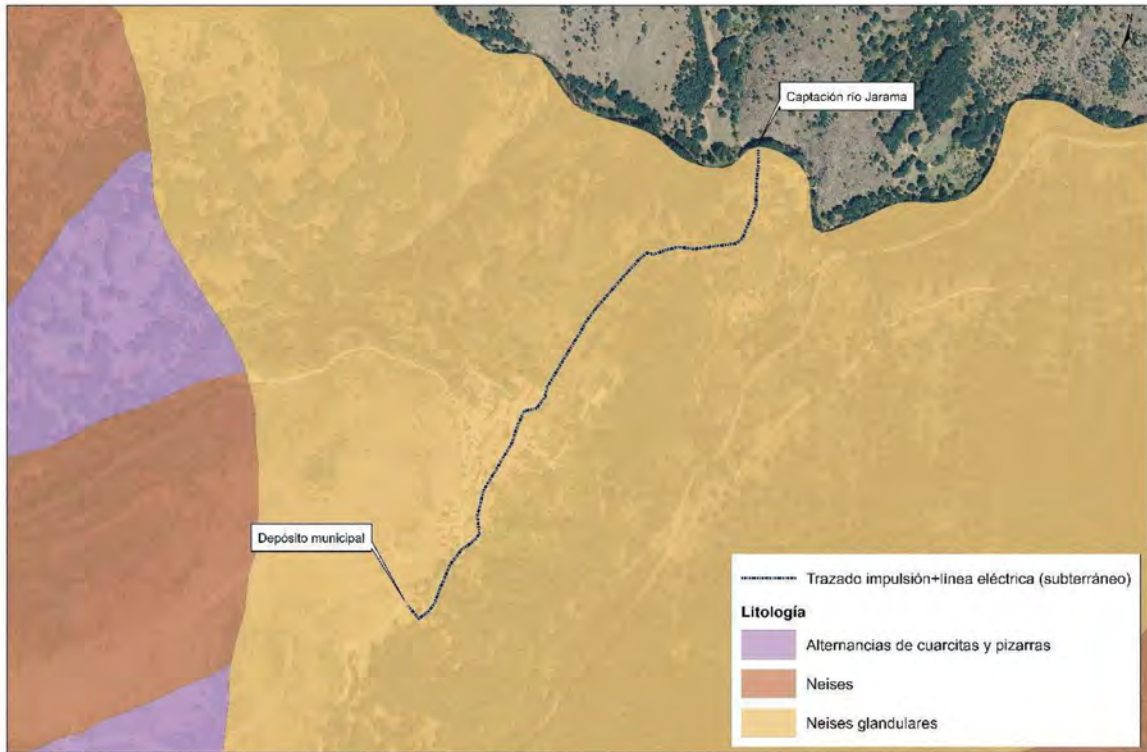 N
Captación río Jarama
Depósito municipal
Trazado impulsión+línea eléctrica (subterráneo)
Litología
Alternancias de cuarcitas y pizarras
Neises
Neises glandulares